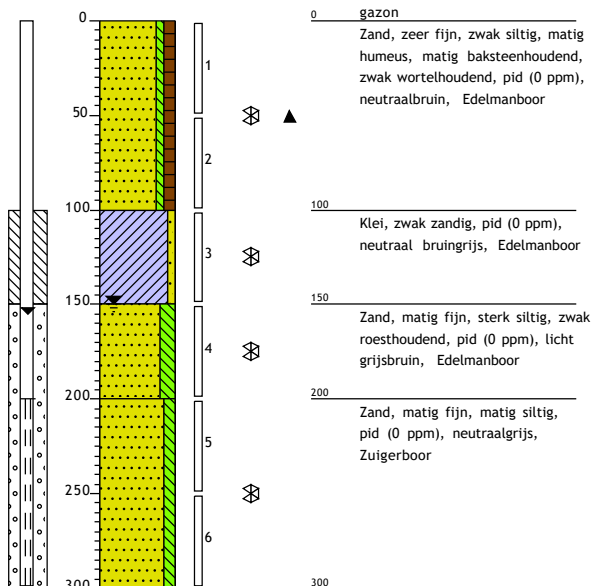 0
50
100
150
200
250
300
1
2
3
4
5
6
0
gazon
Zand, zeer fijn, zwak siltig, matig
humeus, matig baksteenhoudend,
zwak wortelhoudend, pid (0 ppm),
neutraalbruin, Edelmanboor
100
Klei, zwak zandig, pid (0 ppm),
neutraal bruingrijs, Edelmanboor
150
Zand, matig fijn, sterk siltig, zwak
roesthoudend, pid (0 ppm), licht
grijsbruin, Edelmanboor
200
Zand, matig fijn, matig siltig,
pid (0 ppm), neutraalgrijs,
Zuigerboor
300